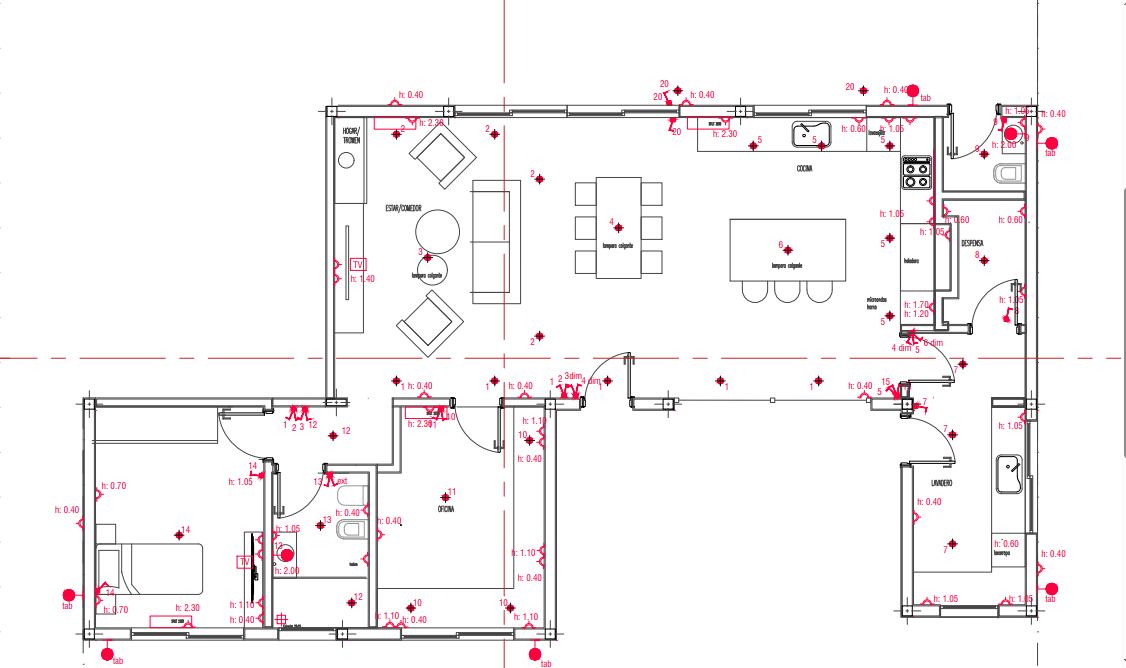 20
20
20
h: 0.40
h: 0.40
h: 0.40
tab
h: 1.05
h: 0.40
HOGAR/
TROMEN
2
h: 2.30
2
20
h: 2.30
h: 0.60
h: 1.05
9
9
5
5
5
h: 2.00
9
tab
COCINA
2
ESTAR/COMEDOR
h: 1.05
h: 0.60
h: 0.60
4
h: 1.05
5
lampara colgante
6
DESPENSA
3
TV
lampara colgante
heladera
8
lampara colgante
h: 1.40
microondas
horno
h: 1.70
h: 1.20
h: 1.05
8
5
2
4 dim
5
6 dim
7
1
h: 0.40
1
h: 0.40
1
2
3dim
4 dim
1
1
1
h: 0.40
15
5
7
1
2
3
12
12
h: 2.30
10
h: 1.10
10
7
h: 1.05
14
h: 1.05
13
ext
h: 0.40
h: 0.70
11
LAVADERO
OFICINA
h: 0.40
h: 0.40
h: 0.40
h: 0.40
14
h: 1.05
13
TV
13
h: 2.00
h: 1.10
h: 0.40
7
h: 0.60
lavarropa
h: 0.40
14
tab
h: 0.70
h: 2.30
h: 1.10
h: 0.40
12
10
h: 1.10
h: 0.40
10
h: 1.10
h: 1.05
h: 1.05
tab
tab
tab